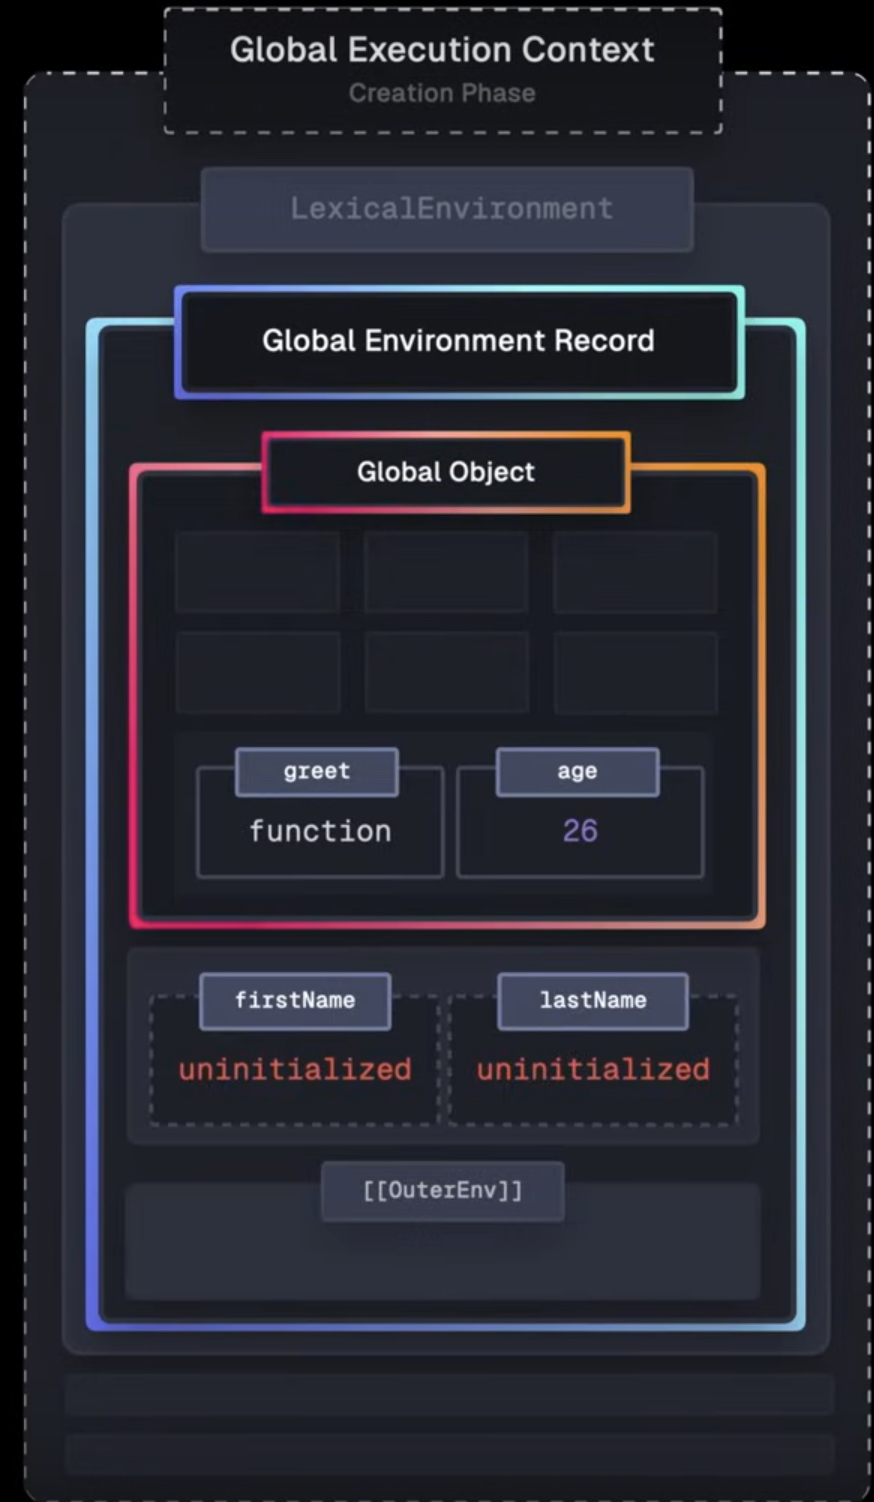 Global Execution Context
Creation Phase
LexicalEnvironment
Global Environment Record
Global Object
greet
age
function
26
firstName
lastName
uninitialized
uninitialized
[[OuterEnv]]